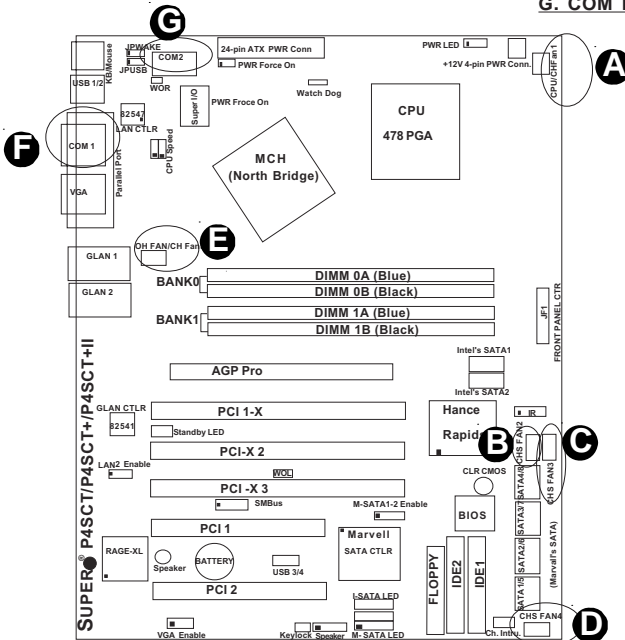 G. COM
G
JPWAKE
JPUSB
COM2
24-pin ATX PWR Conn
PWR Force On
PWR LED
+12V 4-pin PWR Conn.
CPU/CHFan1
A
KB/Mouse
USB 1/2
WOR
Super I/O
PWR Froce On
Watch Dog
82547
LAN CTLR
CPU Speed
CPU
478 PGA
F
COM 1
Parallel Port
VGA
MCH
(North Bridge)
OH FAN/CH Fan
E
GLAN 1
GLAN 2
BANK0
DIMM 0A (Blue)
DIMM 0B (Black)
BANK1
DIMM 1A (Blue)
DIMM 1B (Black)
JF1
FRONT PANEL CTR
Intel's SATA1
Intel's SATA2
AGP Pro
SUPER® P4SCT/P4SCT+/P4SCT+II
GLAN CTLR
82541
PCI 1-X
Standby LED
Hance
Rapids
IR
B
CHS FAN2
C
CHS FAN3
PCI-X 2
LAN2 Enable
WOL
CLR CMOS
PCI -X 3
SMBus
M-SATA1-2 Enable
BIOS
SATA4/8
SATA3/7
SATA2/6
SATA1/5
(Marval's SATA)
PCI 1
RAGE-XL
Speaker
BATTERY
USB 3/4
Marvell
SATA CTLR
FLOPPY
IDE2
IDE1
PCI 2
I-SATA LED
VGA Enable
Keylock
Speaker
M- SATA LED
Ch. Intru.
CHS FAN4
D